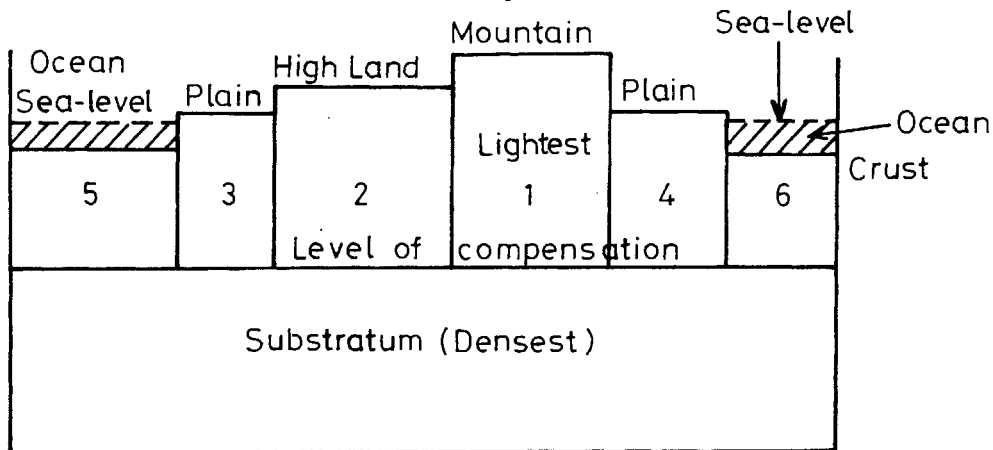 Mountain
Sea-level
Ocean
High Land
Sea-level
Plain
Plain
Ocean
Lightest
Crust
5
3
2
1
4
6
Level of compensation
Substratum (Densest)